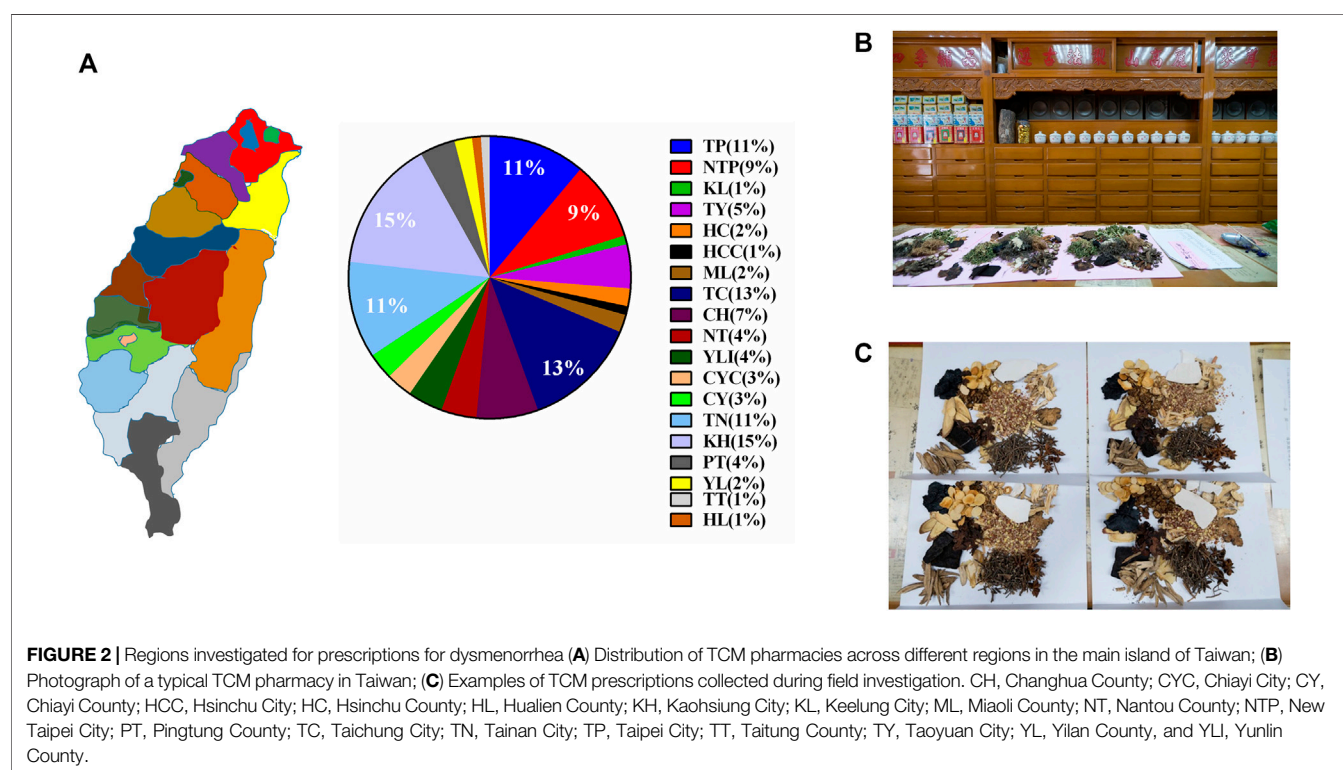 A
11%
9%
15%
11%
13%
TP(11%)
NTP(9%)
KL(1%)
TY(5%)
HC(2%)
HCC(1%)
ML(2%)
TC(13%)
CH(7%)
NT(4%)
YLI(4%)
CYC(3%)
CY(3%)
TN(11%)
KH(15%)
PT(4%)
YL(2%)
TT(1%)
HL(1%)
B
C
FIGURE 2 | Regions investigated for prescriptions for dysmenorrhea (A) Distribution of TCM pharmacies across different regions in the main island of Taiwan; (B)
Photograph of a typical TCM pharmacy in Taiwan; (C) Examples of TCM prescriptions collected during field investigation. CH, Changhua County; CYC, Chiayi City; CY,
Chiayi County; HCC, Hsinchu City; HC, Hsinchu County; HL, Hualien County; KH, Kaohsiung City; KL, Keelung City; ML, Miaoli County; NT, Nantou County; NTP, New
Taipei City; PT, Pingtung County; TC, Taichung City; TN, Tainan City; TP, Taipei City; TT, Taitung County; TY, Taoyuan City; YL, Yilan County, and YLI, Yunlin
County.